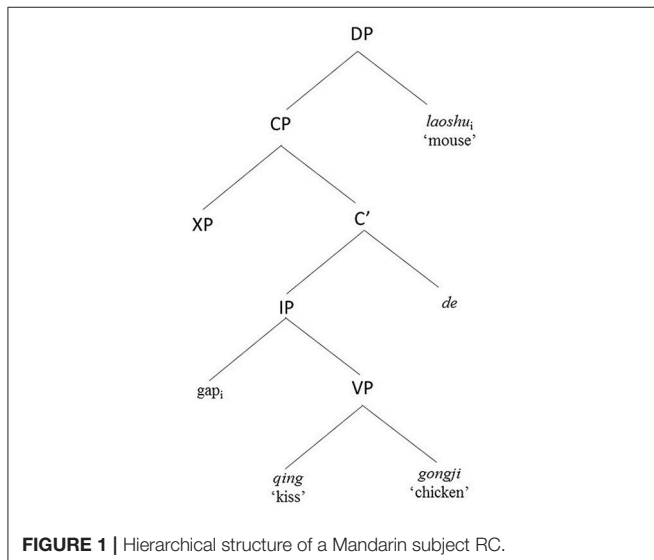 DP
CP
laoshuᵢ
'mouse'
XP
C'
IP
de
gapᵢ
VP
qing
'kiss'
gongji
'chicken'
FIGURE 1 | Hierarchical structure of a Mandarin subject RC.